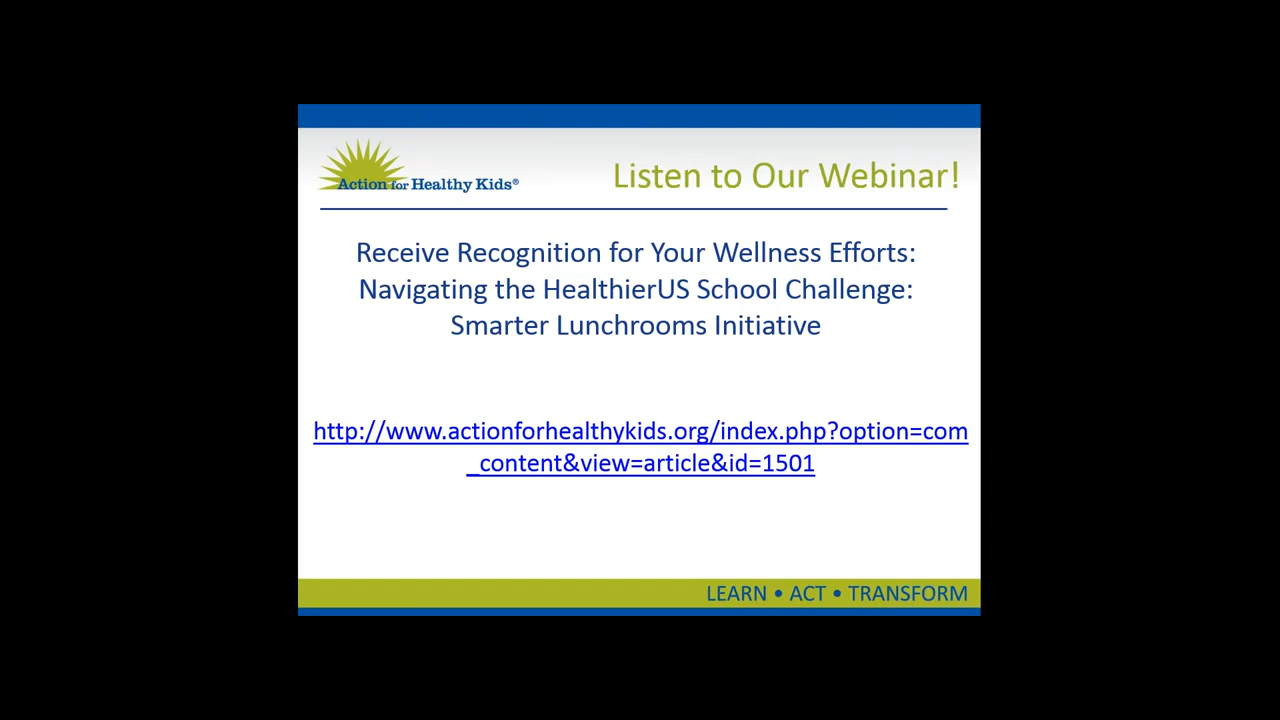 Action for Healthy Kids®
Listen to Our Webinar!
Receive Recognition for Your Wellness Efforts:
Navigating the HealthierUS School Challenge:
Smarter Lunchrooms Initiative
http://www.actionforhealthykids.org/index.php?option=com
_content&view=article&id=1501
LEARN • ACT • TRANSFORM